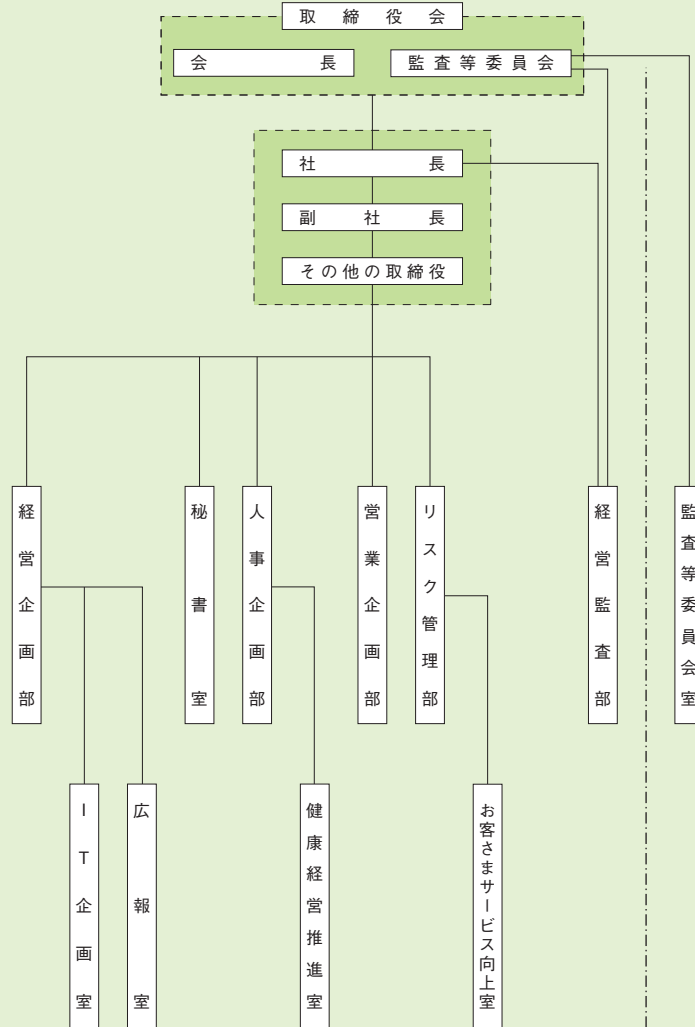 取締役会
会長
監査等委員会
社長
副社長
その他の取締役
経営企画部
秘書室
人事企画部
営業企画部
リスク管理部
経営監査部
監査等委員会室
IT企画室
広報室
健康経営推進室
お客さまサービス向上室